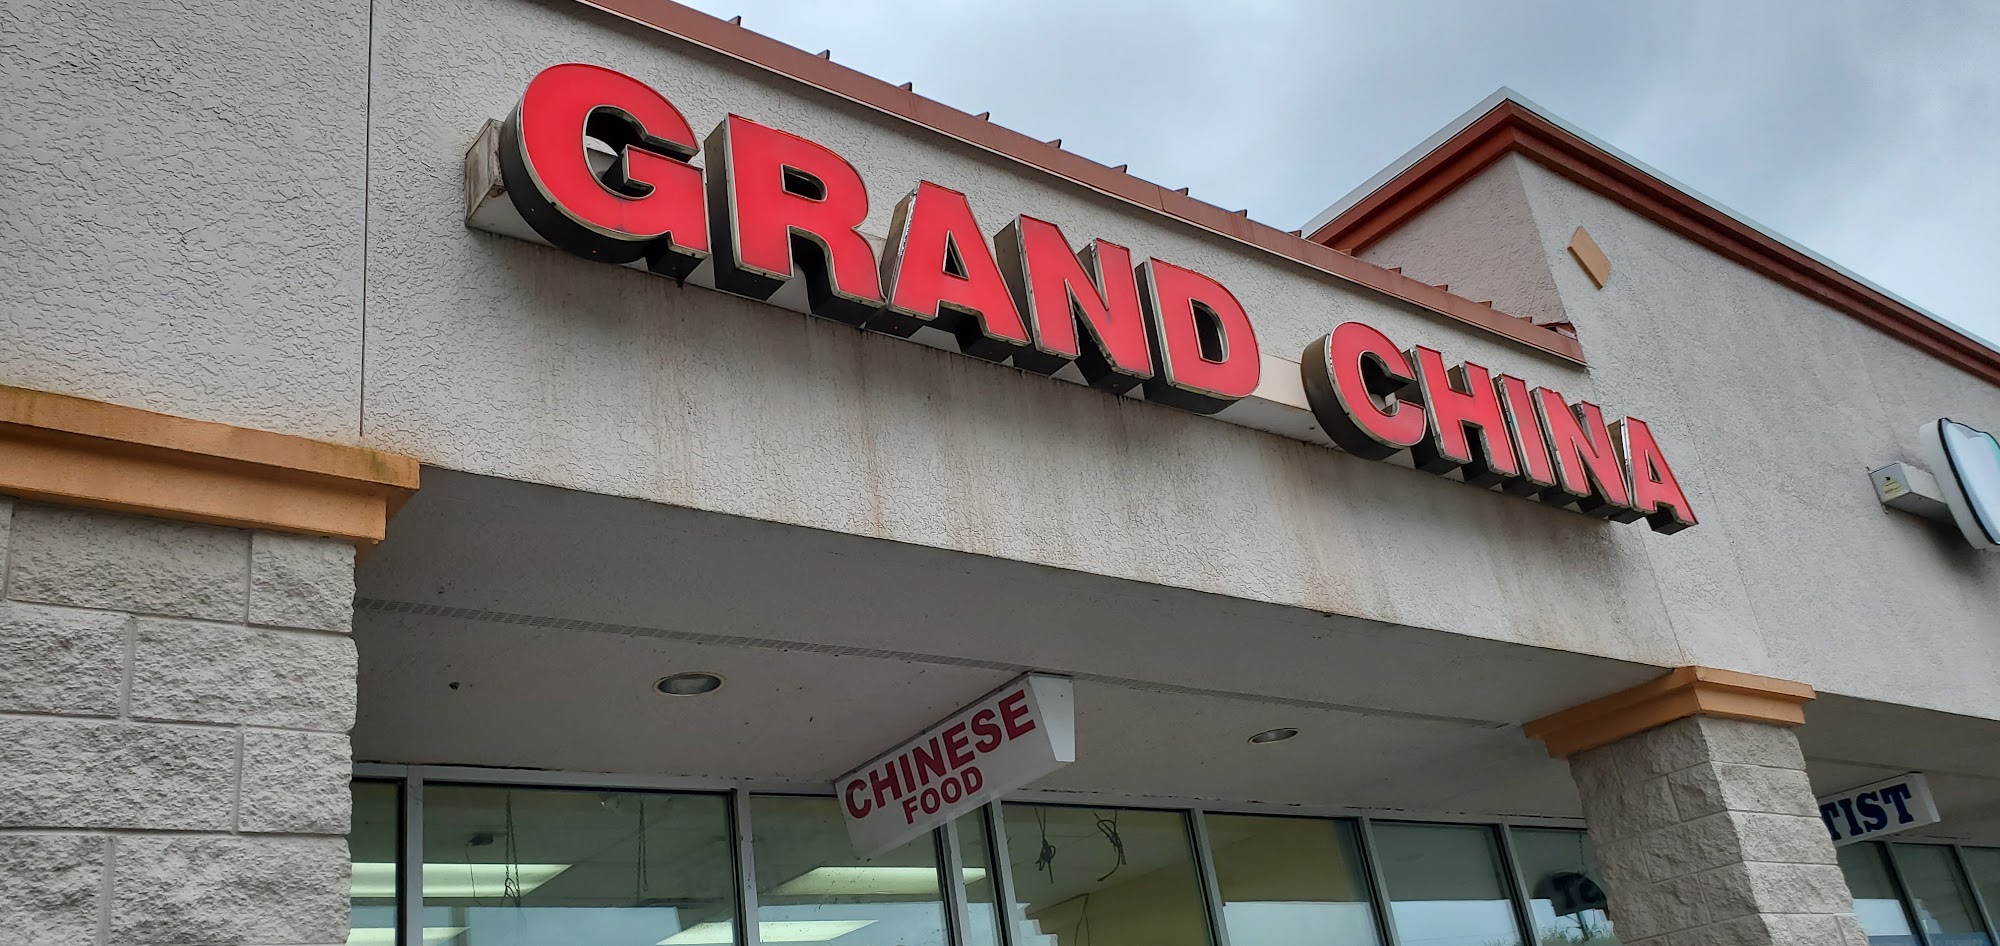 GRAND CHINA
CHINESE
FOOD
TIST